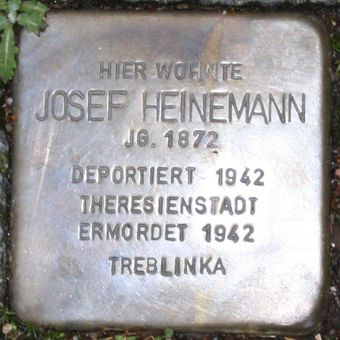 HIER WOHNTE
JOSEF HEINEMANN
JG. 1872
DEPORTIERT 1942
THERESIENSTADT
ERMORDET 1942
TREBLINKA